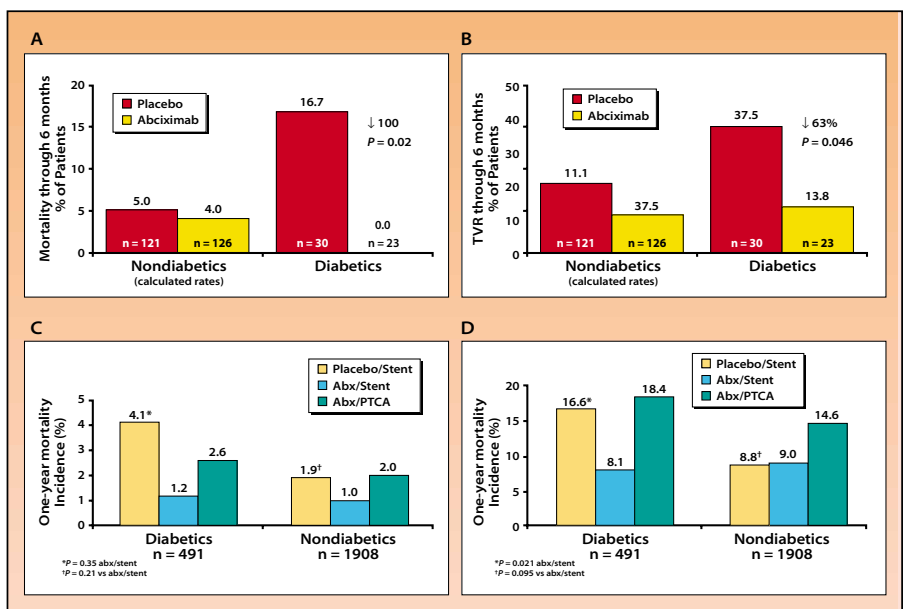 A
Mortality through 6 months
% of Patients
20
15
10
5
0
Placebo
Abciximab
5.0
4.0
16.7
0.0
↓100
P = 0.02
n = 121
n = 126
n = 30
n = 23
Nondiabetics
(calculated rates)
Diabetics
B
TVR through 6 mohths
% of Patients
50
40
30
20
10
0
Placebo
Abciximab
11.1
37.5
37.5
13.8
↓63%
P = 0.046
n = 121
n = 126
n = 30
n = 23
Nondiabetics
(calculated rates)
Diabetics
C
One-year mortality
Incidence (%)
5
4
3
2
1
0
Placebo/Stent
Abx/Stent
Abx/PTCA
4.1*
1.2
2.6
1.9†
1.0
2.0
Diabetics
n = 491
Nondiabetics
n = 1908
*P = 0.35 abx/stent
†P = 0.21 vs abx/stent
D
One-year mortality
Incidence (%)
20
15
10
5
0
Placebo/Stent
Abx/Stent
Abx/PTCA
16.6*
8.1
18.4
8.8†
9.0
14.6
Diabetics
n = 491
Nondiabetics
n = 1908
*P = 0.021 abx/stent
†P = 0.095 vs abx/stent